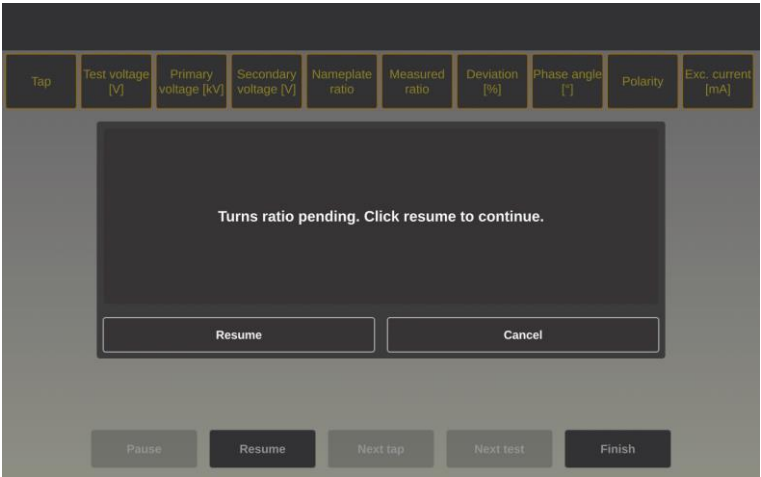 Tap
Test voltage
[V]
Primary
voltage [kV]
Secondary
voltage [V]
Nameplate
ratio
Measured
ratio
Deviation
[%]
Phase angle
[°]
Polarity
Exc. current
[mA]
Turns ratio pending. Click resume to continue.
Resume
Cancel
Pause
Resume
Next tap
Next test
Finish